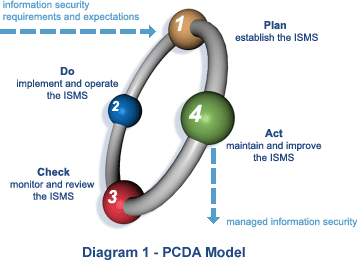 information security
requirements and expectations
1
Plan
establish the ISMS
Do
implement and operate
the ISMS
2
4
Act
maintain and improve
the ISMS
Check
monitor and review
the ISMS
3
managed information security
Diagram 1 - PCDA Model